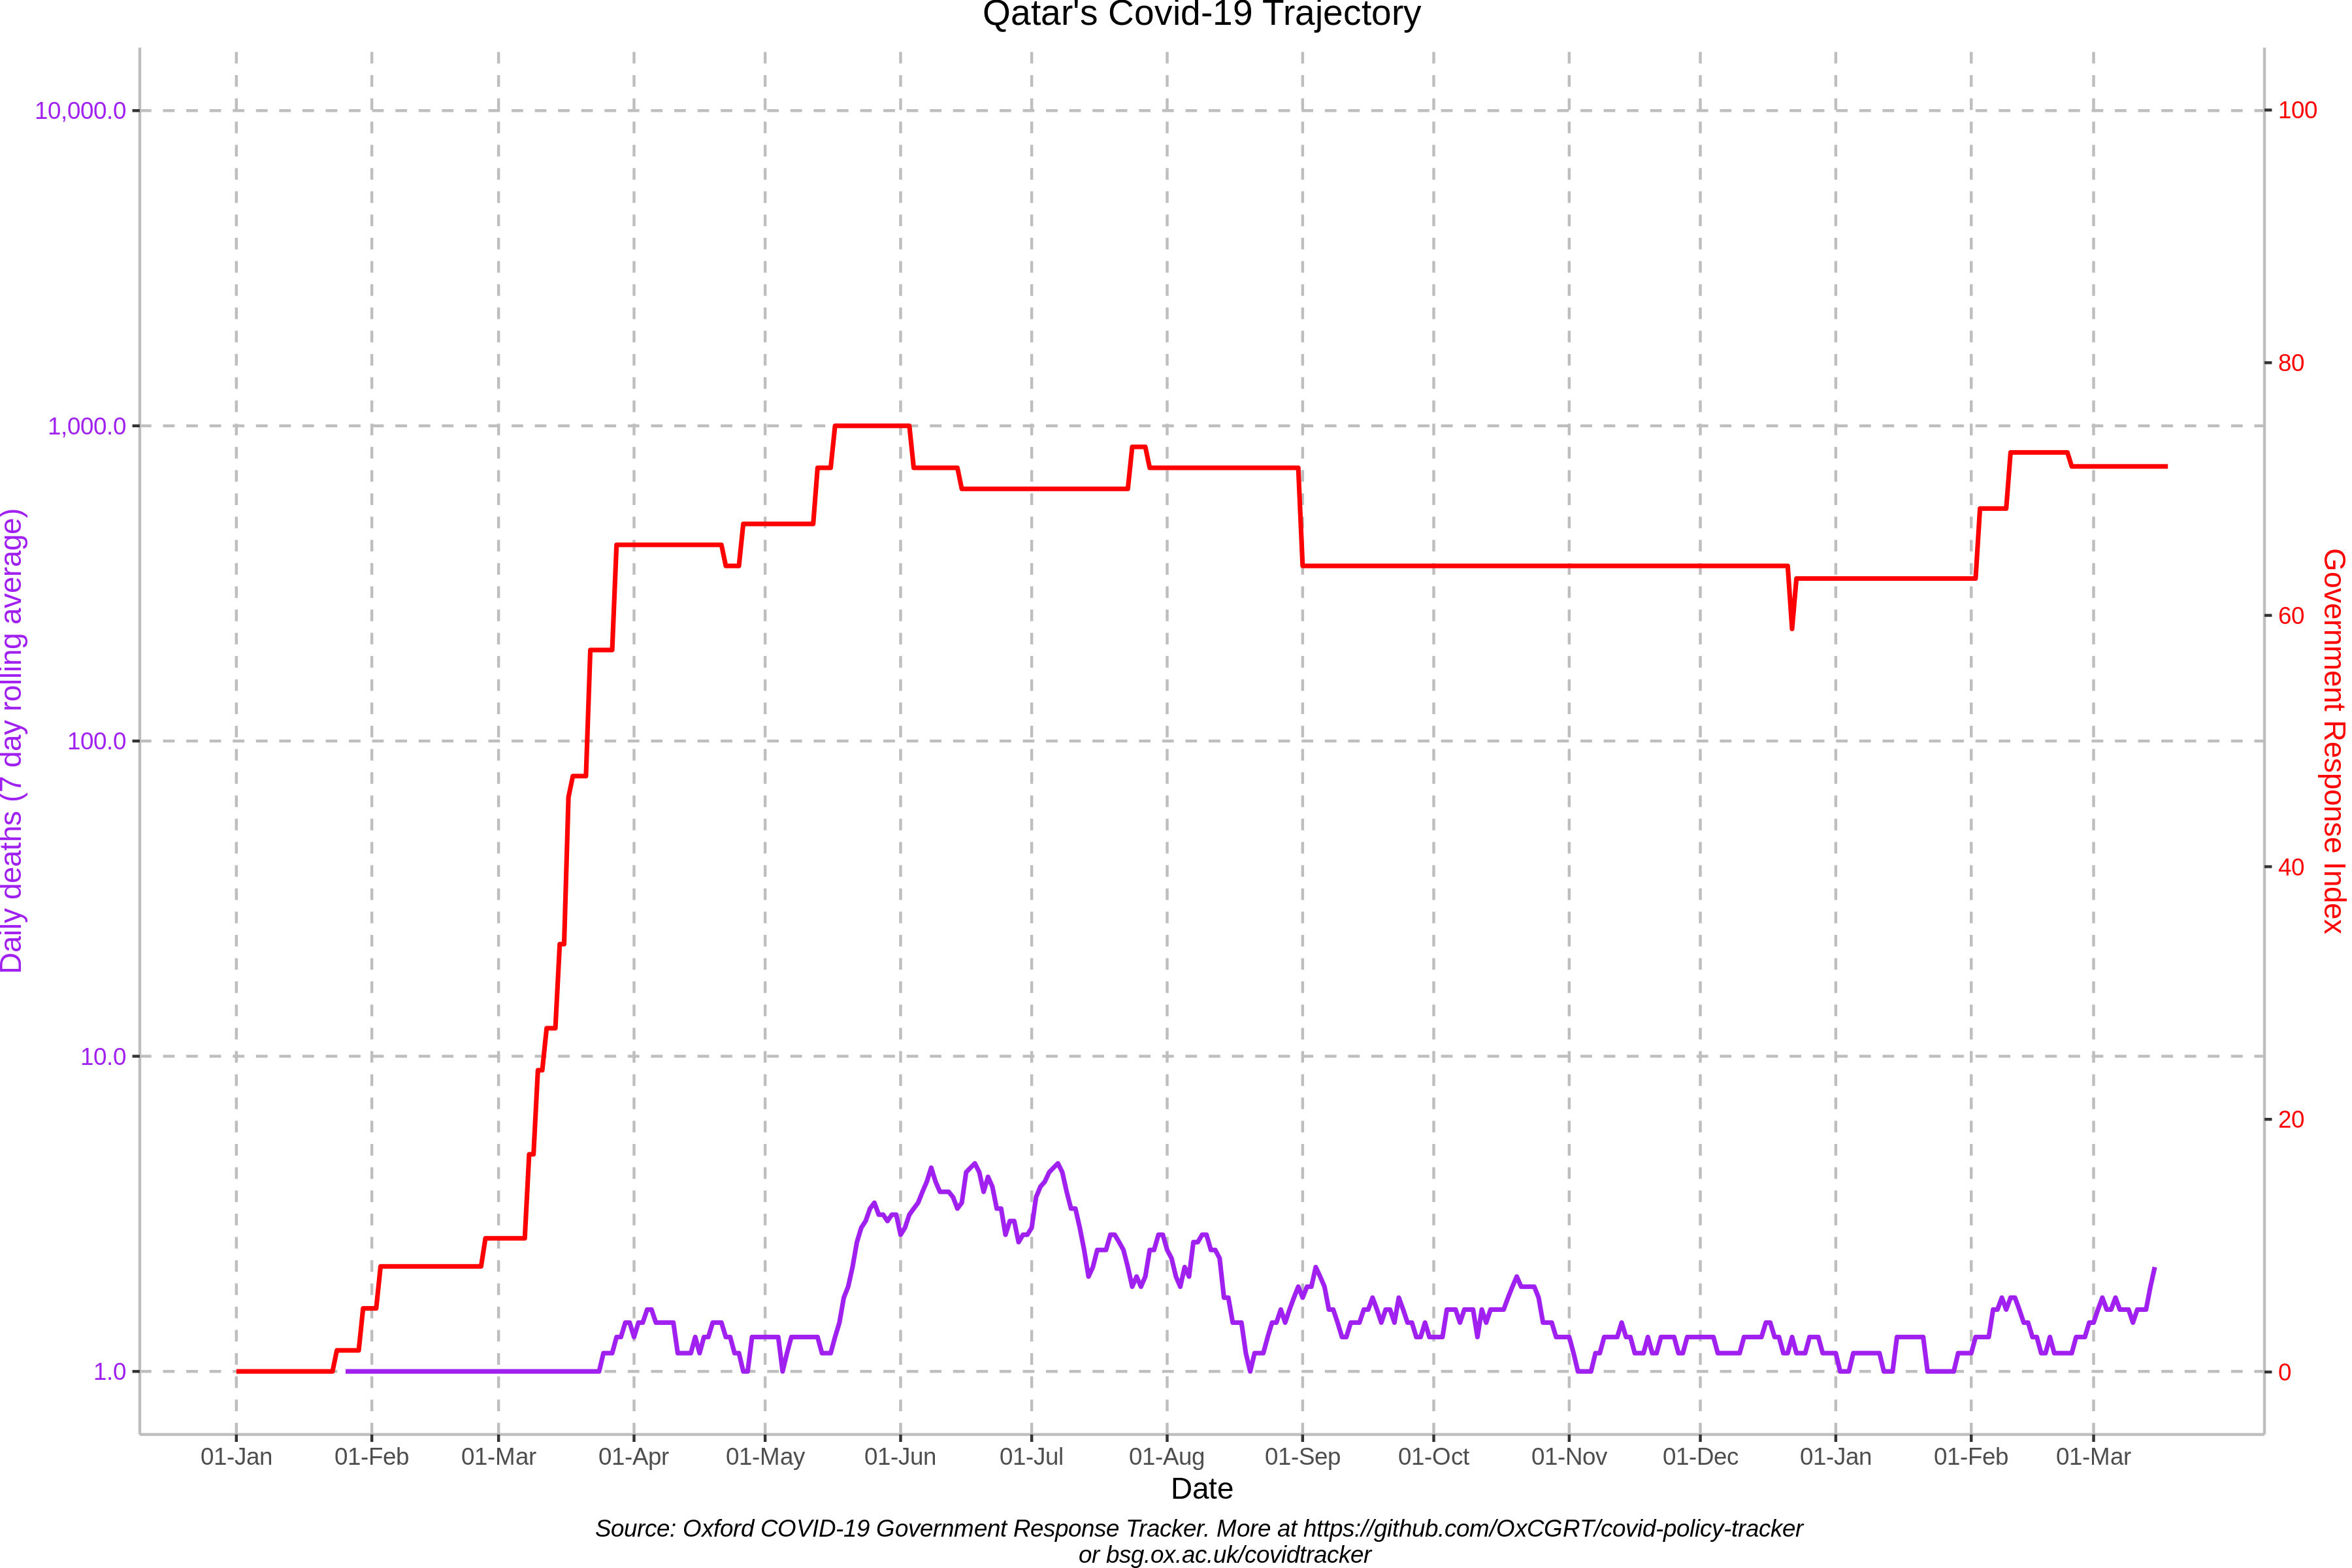 Qatar's Covid-19 Trajectory
10,000.0
1,000.0
100.0
10.0
1.0
Daily deaths (7 day rolling average)
100
80
60
40
20
0
Government Response Index
01-Jan
01-Feb
01-Mar
01-Apr
01-May
01-Jun
01-Jul
01-Aug
01-Sep
01-Oct
01-Nov
01-Dec
01-Jan
01-Feb
01-Mar
Date
Source: Oxford COVID-19 Government Response Tracker. More at https://github.com/OxCGRT/covid-policy-tracker
or bsg.ox.ac.uk/covidtracker